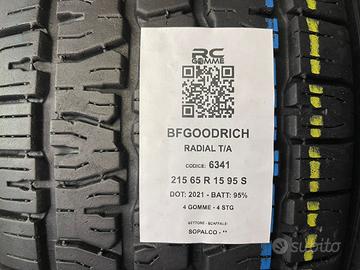 RC
GOMME
BFGOODRICH
RADIAL T/A
CODICE: 6341
215 65 R 15 95 S
DOT: 2021 - BATT: 95%
4 GOMME - 4 STG
SETTORE - SCAFFALE:
SOPALCO - **
subito